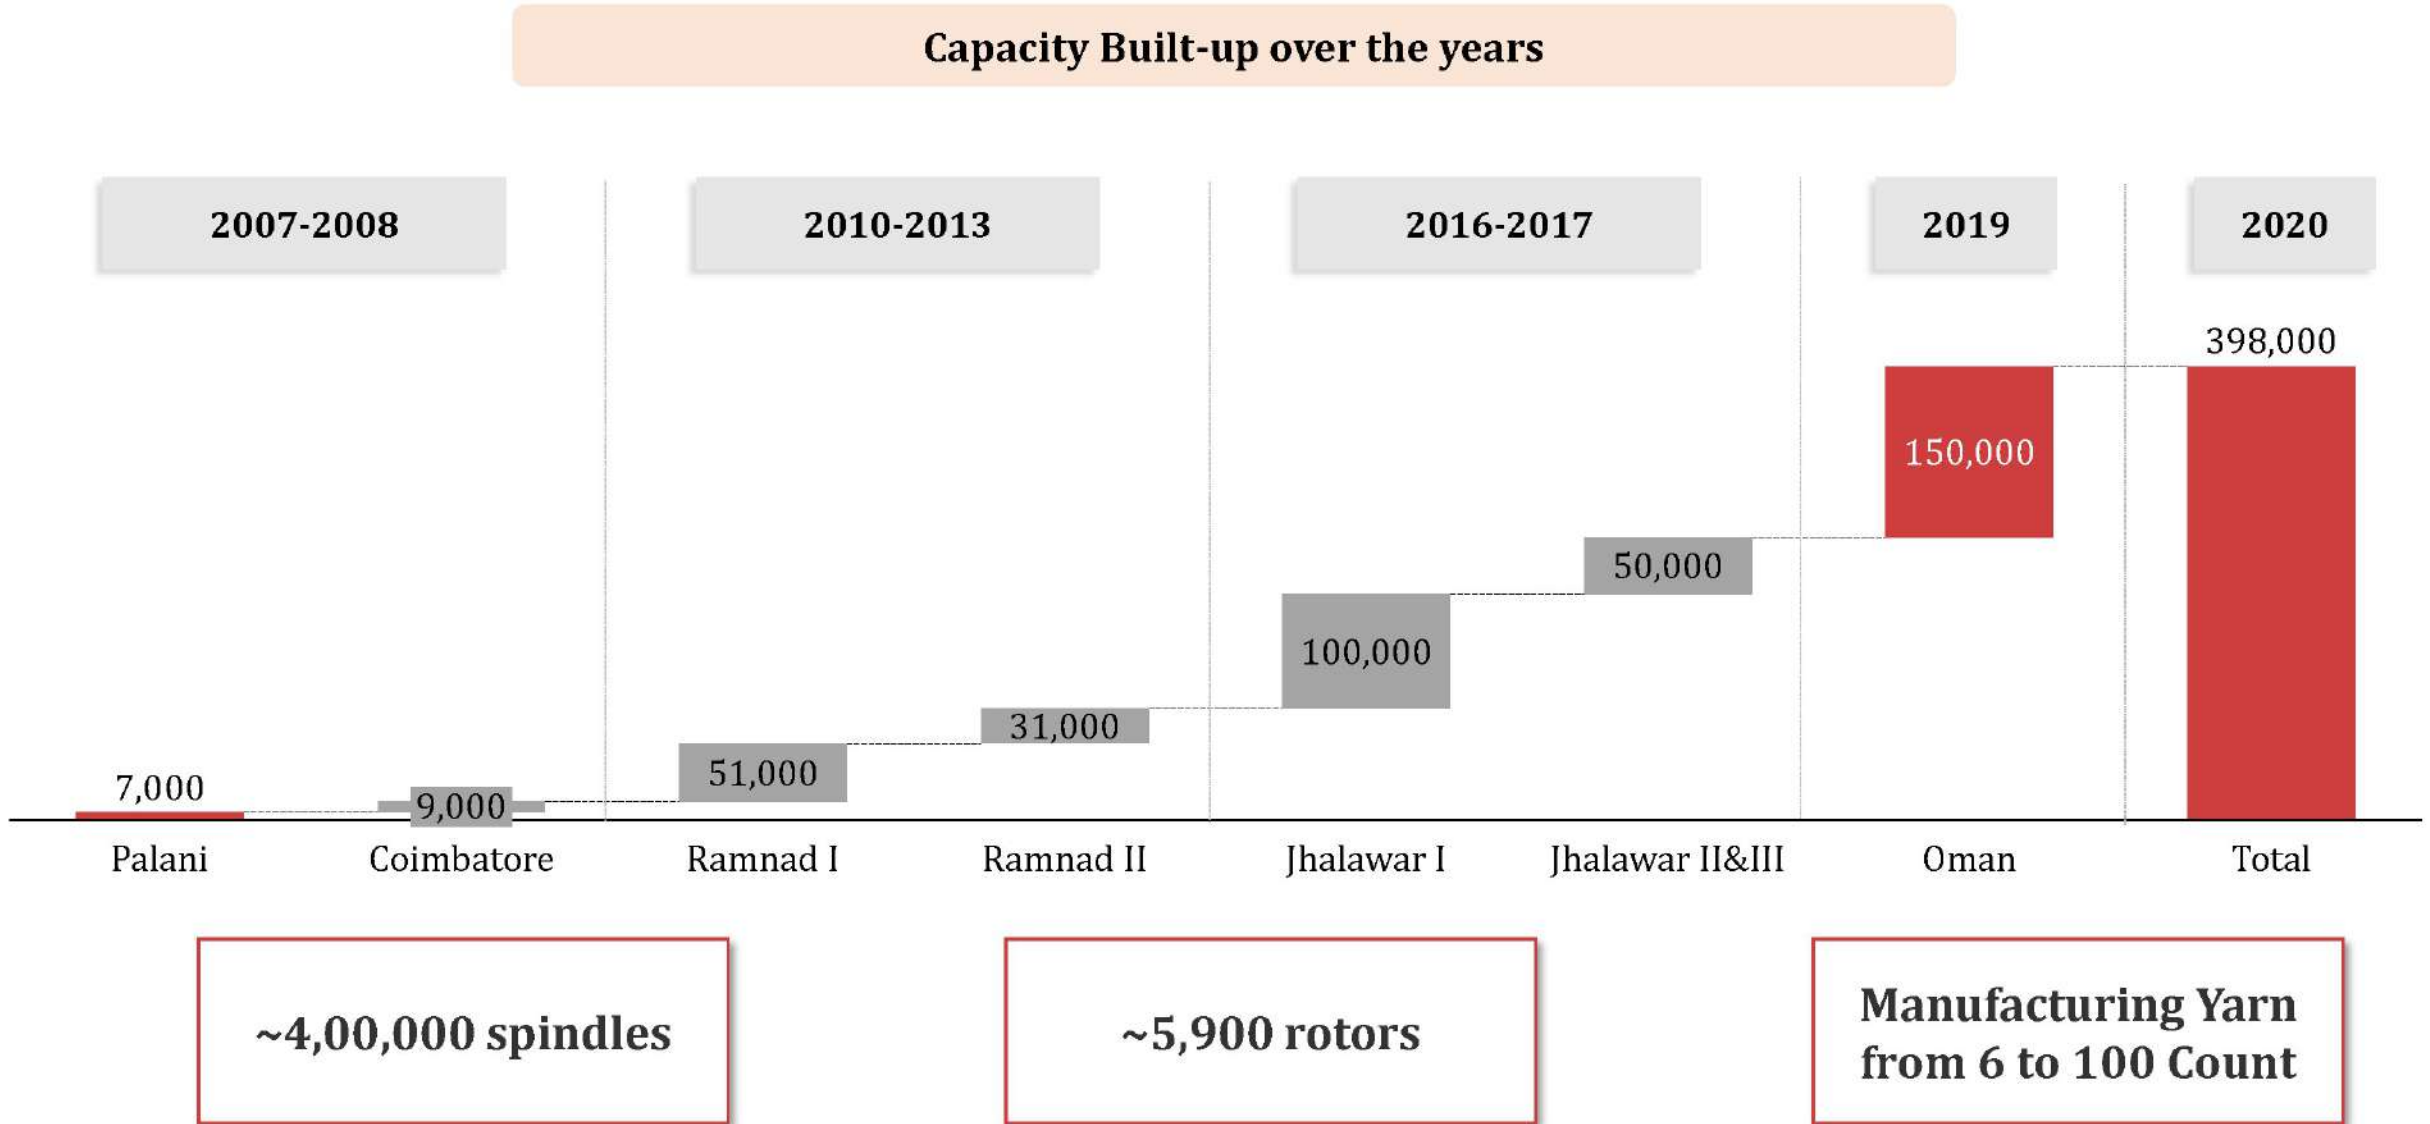 Capacity Built-up over the years
2007-2008
2010-2013
2016-2017
2019
2020
398,000
150,000
50,000
100,000
31,000
51,000
7,000
9,000
Palani
Coimbatore
Ramnad I
Ramnad II
Jhalawar I
Jhalawar II&III
Oman
Total
~4,00,000 spindles
~5,900 rotors
Manufacturing Yarn
from 6 to 100 Count